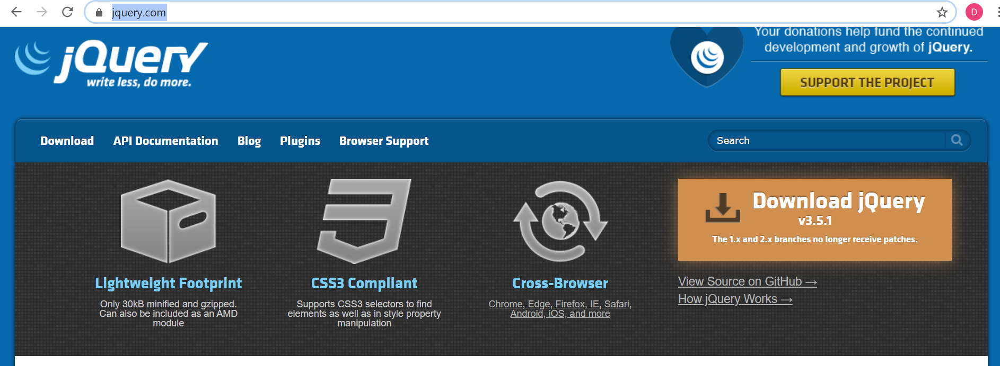 jquery.com
D
jQuery
write less, do more.
Your donations help fund the continued
development and growth of jQuery.
SUPPORT THE PROJECT
Download API Documentation Blog Plugins Browser Support
Search
Lightweight Footprint
Only 30kB minified and gzipped.
Can also be included as an AMD
module
CSS3 Compliant
Supports CSS3 selectors to find
elements as well as in style property
manipulation
Cross-Browser
Chrome, Edge, Firefox, IE, Safari,
Android, iOS, and more
Download jQuery
v3.5.1
The 1.x and 2.x branches no longer receive patches.
View Source on GitHub →
How jQuery Works →